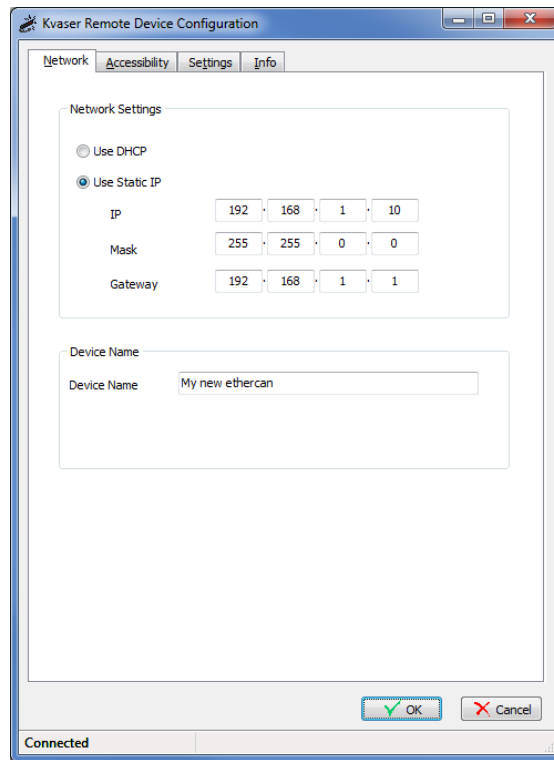 Kvaser Remote Device Configuration
Network Accessibility Settings Info
Network Settings
Use DHCP
Use Static IP
IP 192 . 168 . 1 . 10
Mask 255 . 255 . 0 . 0
Gateway 192 . 168 . 1 . 1
Device Name
Device Name My new ethercan
OK Cancel
Connected